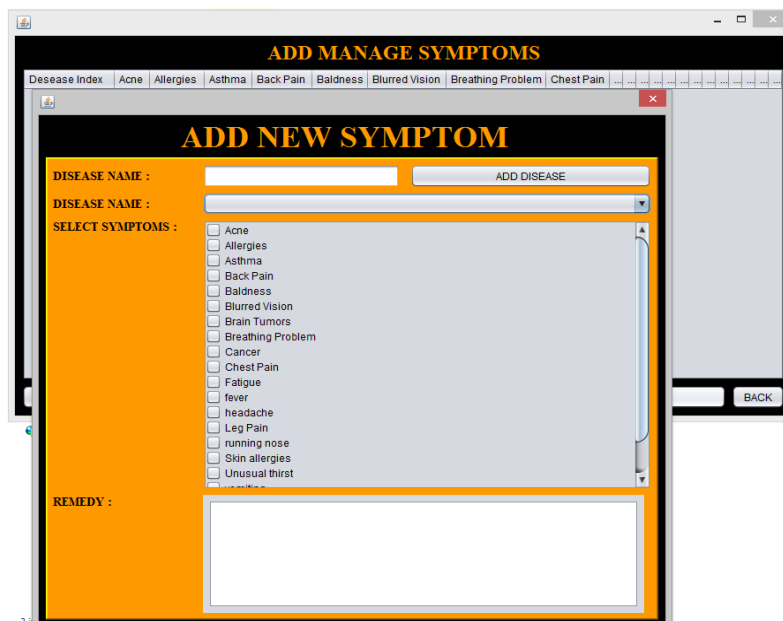 ADD MANAGE SYMPTOMS
Desease Index Acne Allergies Asthma Back Pain Baldness Blurred Vision Breathing Problem Chest Pain ... ... ... ... ... ... ... ... ... ... ... ... ...
ADD NEW SYMPTOM
DISEASE NAME :
ADD DISEASE
DISEASE NAME :
SELECT SYMPTOMS :
Acne
Allergies
Asthma
Back Pain
Baldness
Blurred Vision
Brain Tumors
Breathing Problem
Cancer
Chest Pain
Fatigue
fever
headache
Leg Pain
running nose
Skin allergies
Unusual thirst
vomiting
BACK
REMEDY :